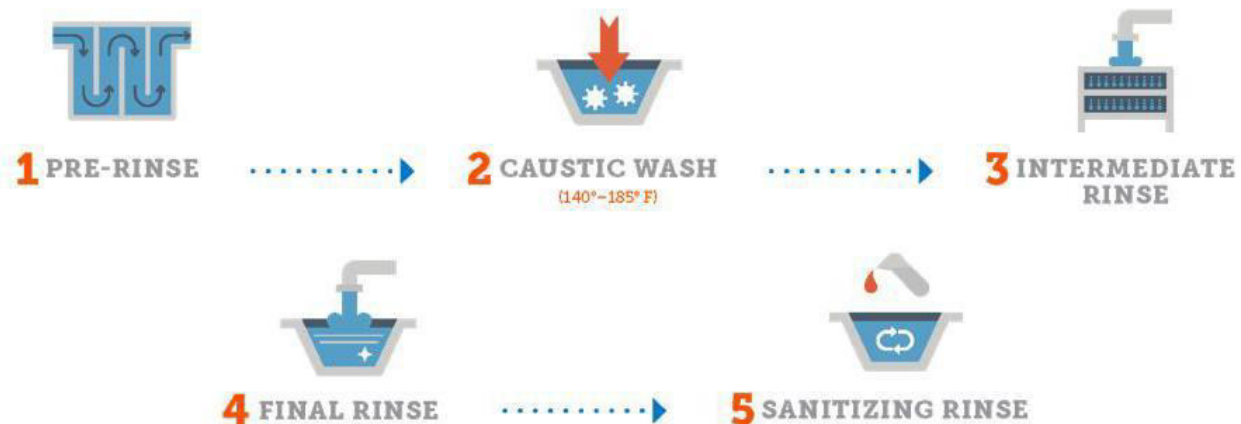 1 PRE-RINSE
2 CAUSTIC WASH
(140°–185° F)
3 INTERMEDIATE
RINSE
4 FINAL RINSE
5 SANITIZING RINSE